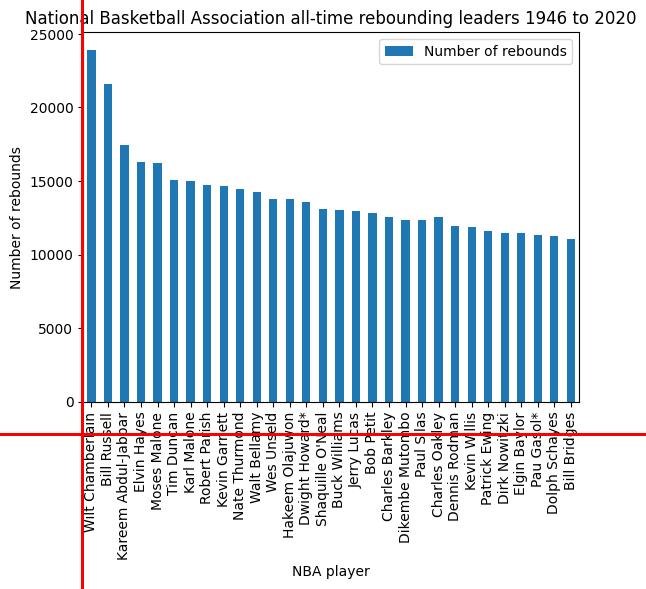 National Basketball Association all-time rebounding leaders 1946 to 2020
Number of rebounds
25000
20000
15000
10000
5000
0
Number of rebounds
Wilt Chamberlain
Bill Russell
Kareem Abdul-Jabbar
Elvin Hayes
Moses Malone
Tim Duncan
Karl Malone
Robert Parish
Kevin Garnett
Nate Thurmond
Walt Bellamy
Wes Unseld
Hakeem Olajuwon
Dwight Howard*
Shaquille O'Neal
Buck Williams
Jerry Lucas
Bob Petit
Charles Barkley
Dikembe Mutombo
Paul Silas
Charles Oakley
Dennis Rodman
Kevin Willis
Patrick Ewing
Dirk Nowitzki
Elgin Baylor
Pau Gasol*
Dolph Schayes
Bill Bridges
NBA player